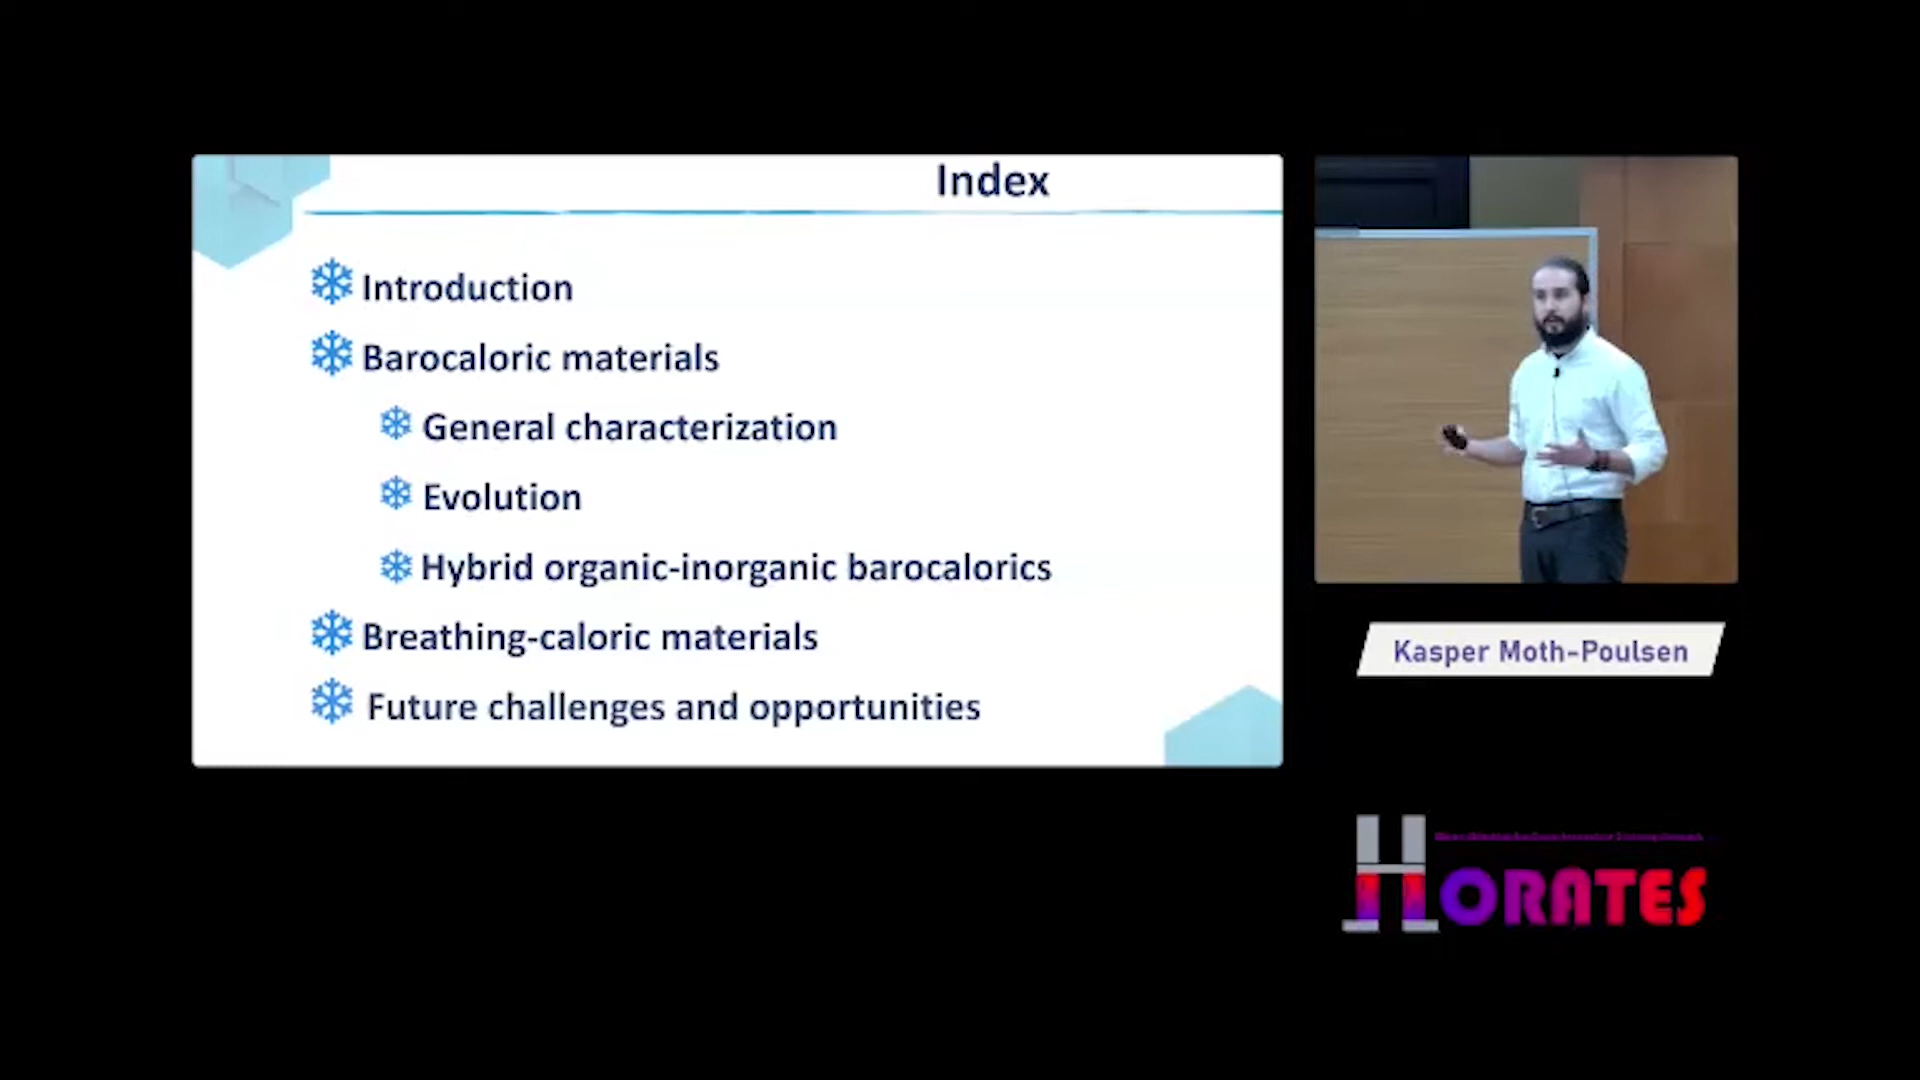 Index
Introduction
Barocaloric materials
General characterization
Evolution
Hybrid organic-inorganic barocalorics
Breathing-caloric materials
Future challenges and opportunities
Kasper Moth-Poulsen
HORATES